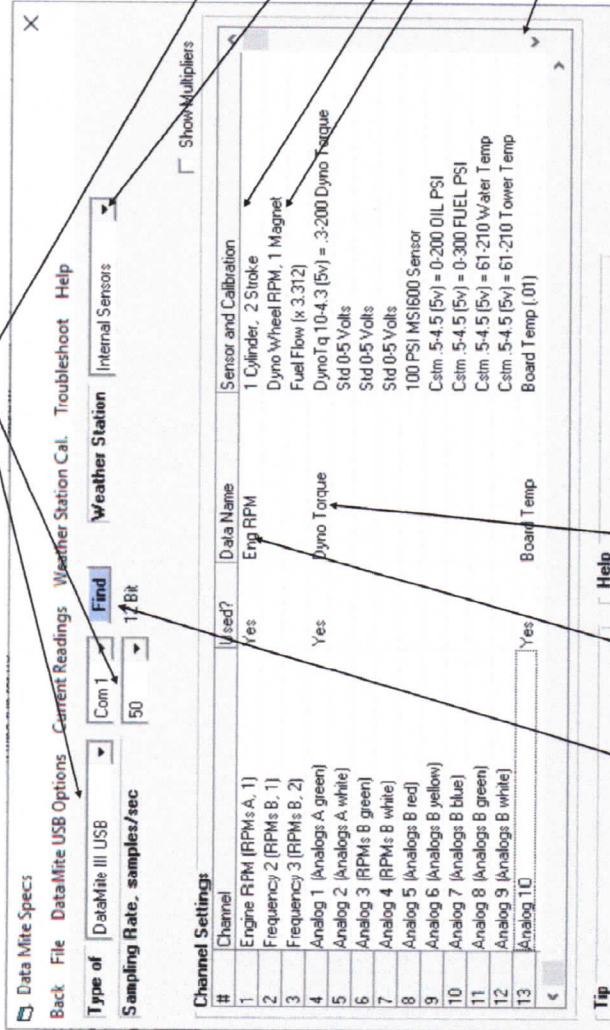 Data Mite Specs
Back File DataMite USB Options Current Readings Weather Station Cal. Troubleshoot Help
Type of DataMite III USB Com 1 Find Weather Station Internal Sensors
Sampling Rate, samples/sec 50 12 Bit
Show Multipliers
Channel Settings
# Channel Used? Data Name Sensor and Calibration
1 Engine RPM (RPMs A, 1) Yes Eng RPM 1 Cylinder, 2 Stroke
2 Frequency 2 (RPMs B, 1) Dyno Wheel RPM, 1 Magnet
3 Frequency 3 (RPMs B, 2) Fuel Flow (x 3.312)
4 Analog 1 (Analogs A green) Yes Dyno Torque DynoTq 10-4.3 (5v) = .3-200 Dyno Torque
5 Analog 2 (Analogs A white) Std 0-5 Volts
6 Analog 3 (RPMs B green) Std 0-5 Volts
7 Analog 4 (RPMs B white) Std 0-5 Volts
8 Analog 5 (Analogs B red) 100 PSI MSI600 Sensor
9 Analog 6 (Analogs B yellow) Cstm .5-4.5 (5v) = 0-200 OIL PSI
10 Analog 7 (Analogs B blue) Cstm .5-4.5 (5v) = 0-300 FUEL PSI
11 Analog 8 (Analogs B green) Cstm .5-4.5 (5v) = 61-210 Water Temp
12 Analog 9 (Analogs B white) Cstm .5-4.5 (5v) = 61-210 Tower Temp
13 Analog 10 Yes Board Temp Board Temp (.01)
Tip Help